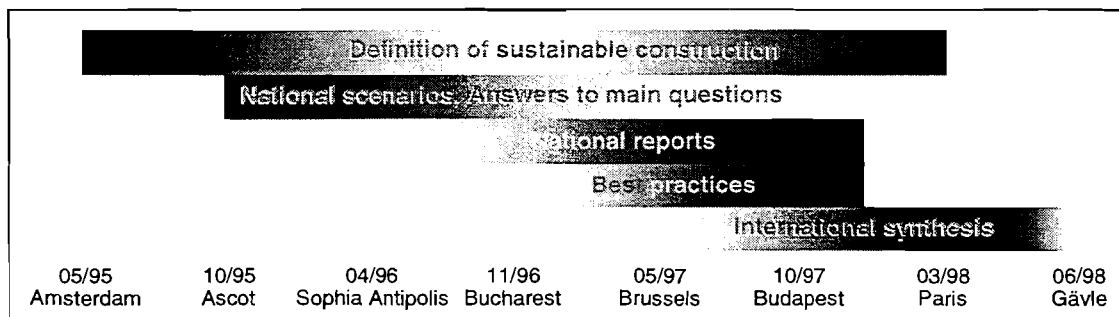 Definition of sustainable construction
National scenarios, Answers to main questions
National reports
Best practices
International synthesis
05/95 10/95 04/96 11/96 05/97 10/97 03/98 06/98
Amsterdam Ascot Sophia Antipolis Bucharest Brussels Budapest Paris Gävle